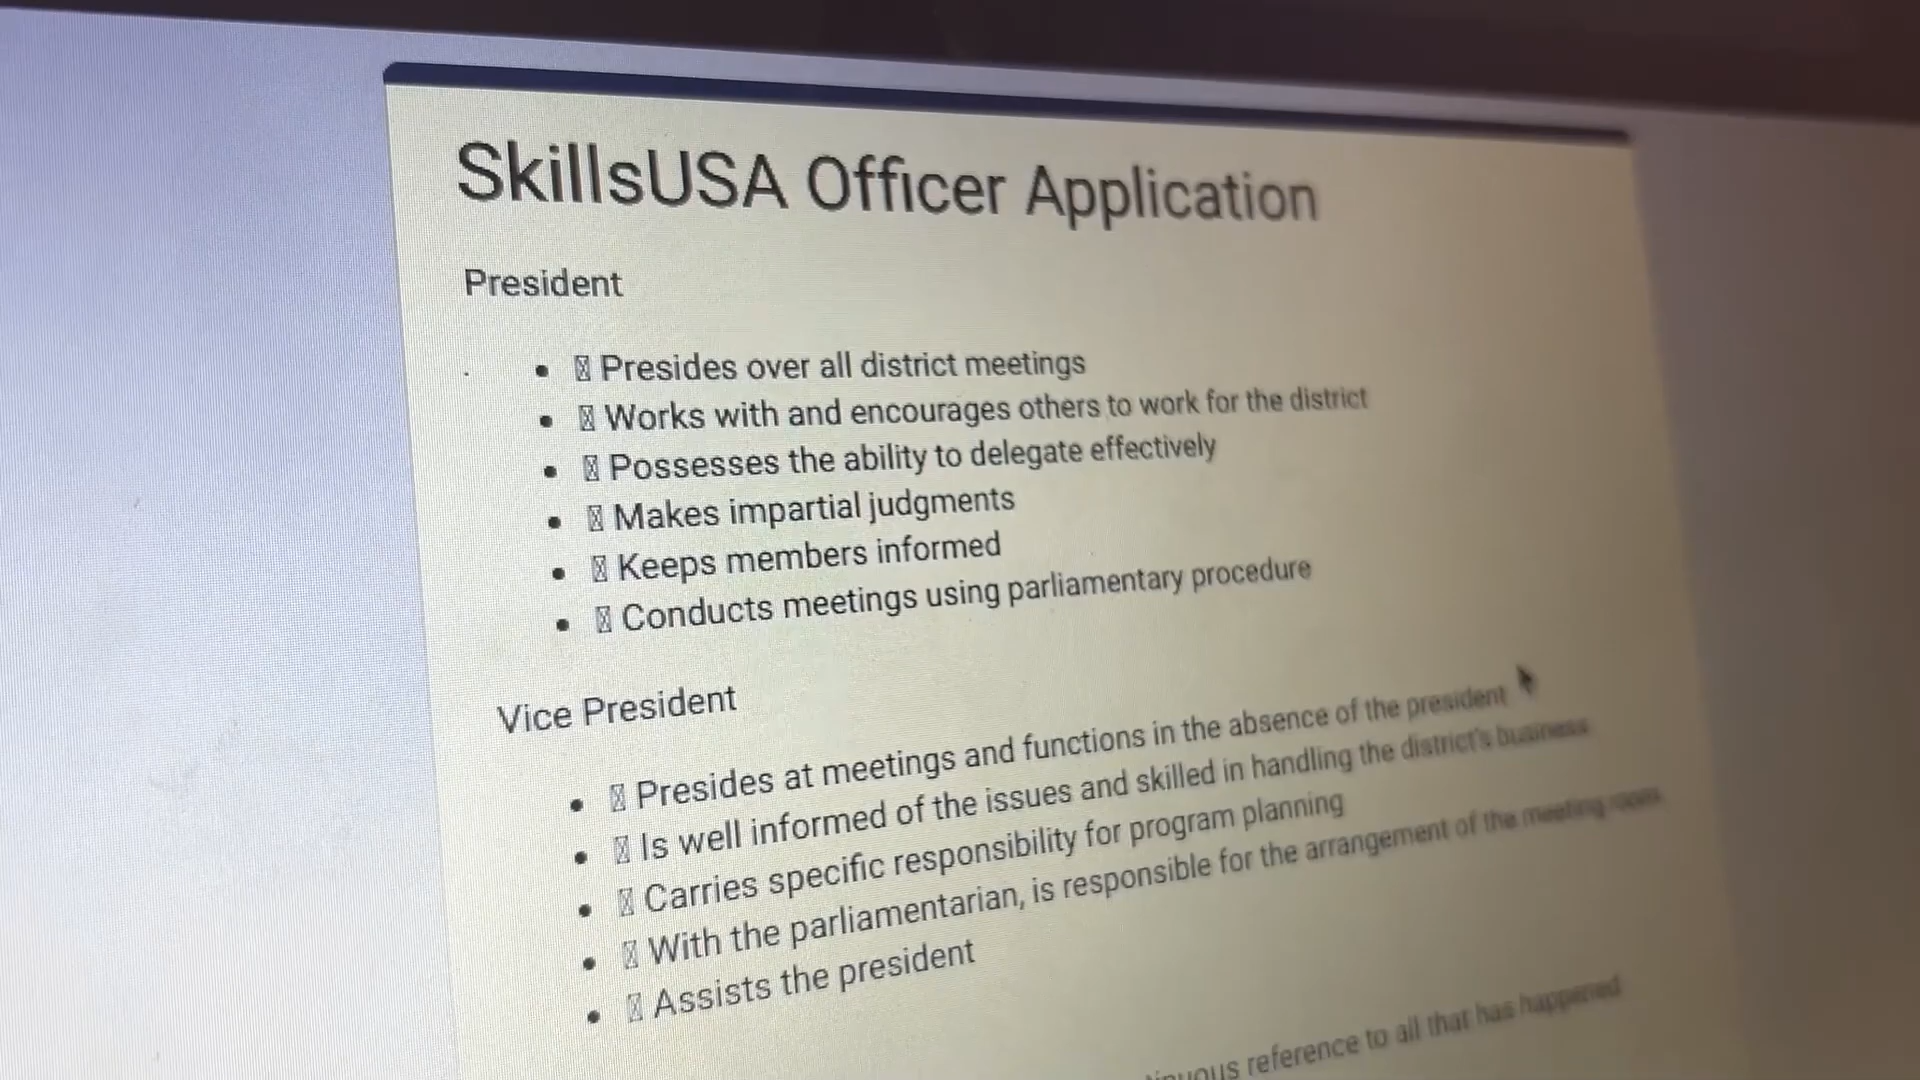 SkillsUSA Officer Application
President
• Presides over all district meetings
• Works with and encourages others to work for the district
• Possesses the ability to delegate effectively
• Makes impartial judgments
• Keeps members informed
• Conducts meetings using parliamentary procedure
Vice President
• Presides at meetings and functions in the absence of the president
• Is well informed of the issues and skilled in handling the district's business
• Carries specific responsibility for program planning
• With the parliamentarian, is responsible for the arrangement of the meeting room
• Assists the president
reference to all that has happened